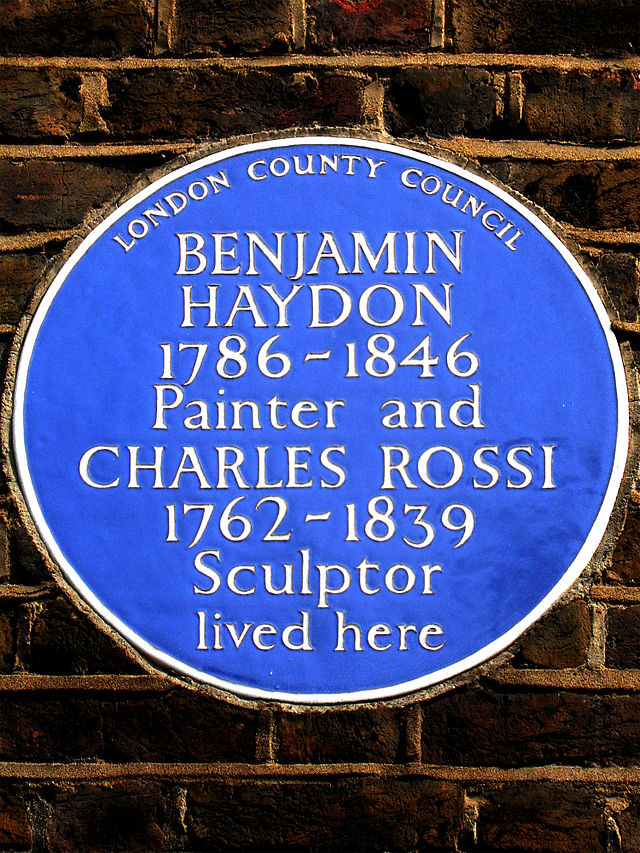 LONDON COUNTY COUNCIL
BENJAMIN
HAYDON
1786-1846
Painter and
CHARLES ROSSI
1762-1839
Sculptor
lived here